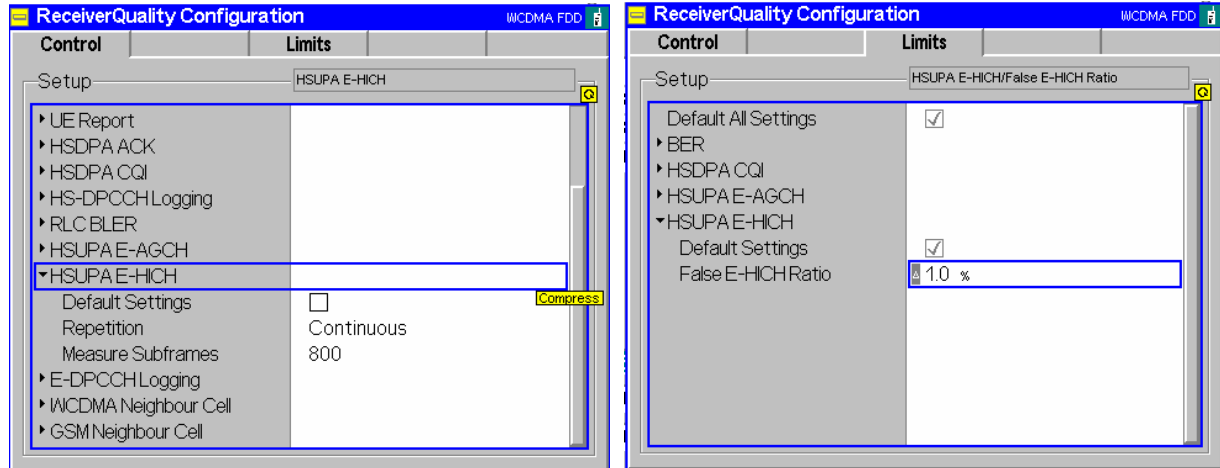 ReceiverQuality Configuration WCDMA FDD
Control Limits
Setup HSUPA E-HICH
UE Report
HSDPA ACK
HSDPA CQI
HS-DPCCH Logging
RLC BLER
HSUPA E-AGCH
HSUPA E-HICH
Compress
Default Settings
Repetition Continuous
Measure Subframes 800
E-DPCCH Logging
WCDMA Neighbour Cell
GSM Neighbour Cell
ReceiverQuality Configuration WCDMA FDD
Control Limits
Setup HSUPA E-HICH/False E-HICH Ratio
Default All Settings
BER
HSDPA CQI
HSUPA E-AGCH
HSUPA E-HICH
Default Settings
False E-HICH Ratio 1.0 %